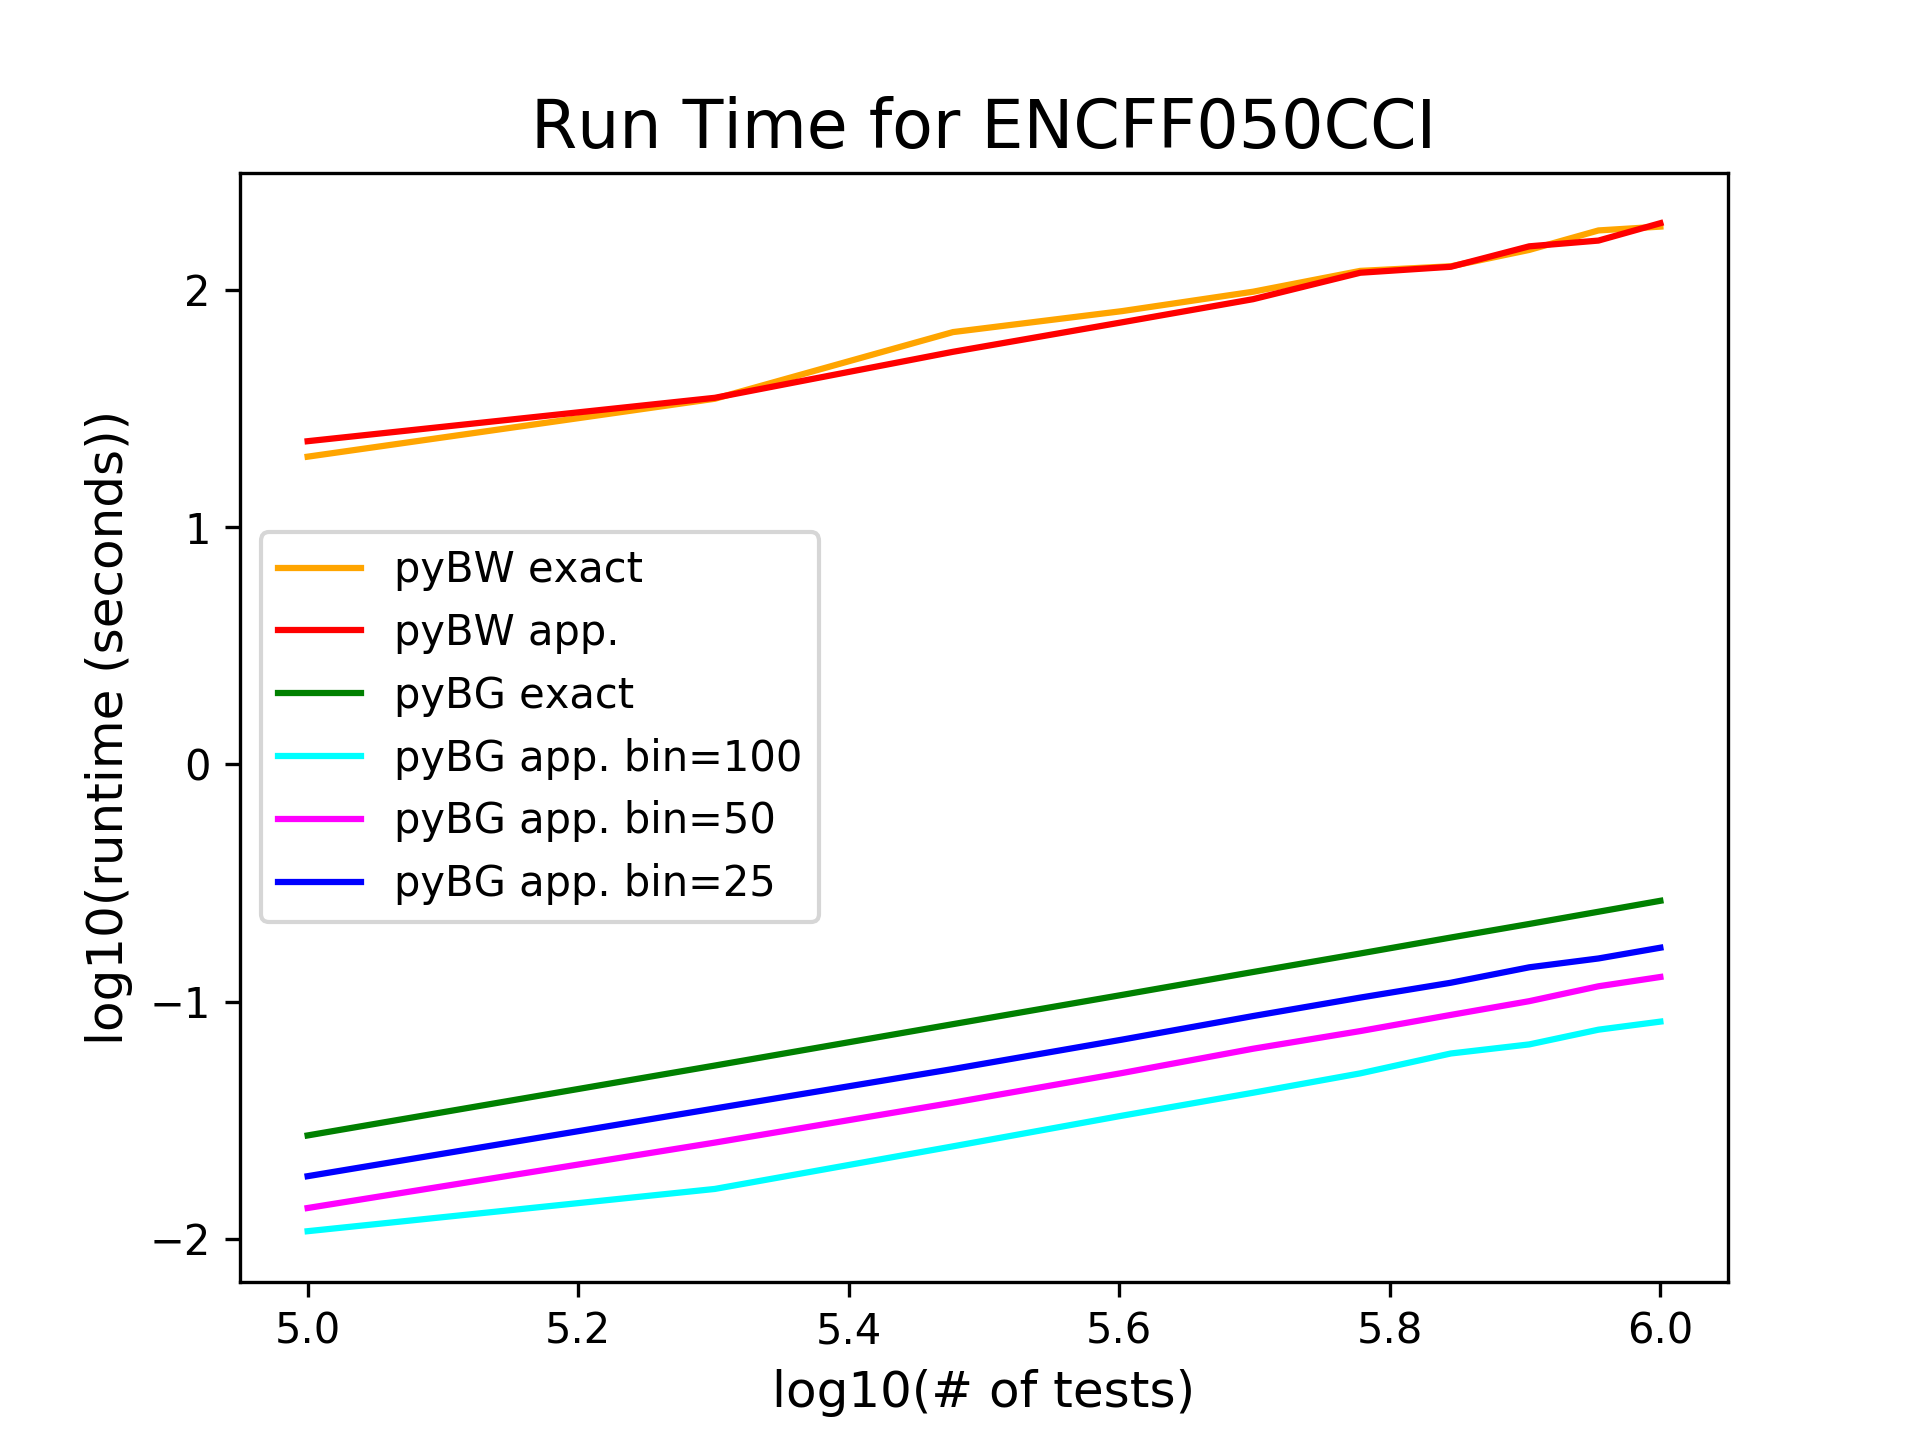 Run Time for ENCFF050CCI
log10(runtime (seconds))
2
1
0
−1
−2
pyBW exact
pyBW app.
pyBG exact
pyBG app. bin=100
pyBG app. bin=50
pyBG app. bin=25
5.0 5.2 5.4 5.6 5.8 6.0
log10(# of tests)